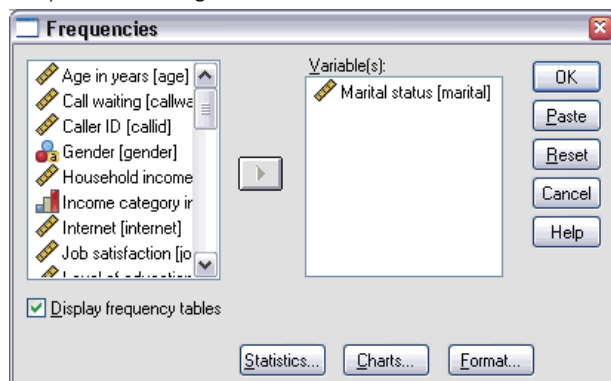 Frequencies
Age in years [age]
Call waiting [callwa
Caller ID [callid]
Gender [gender]
Household income
Income category ir
Internet [internet]
Job satisfaction [jo
Variable(s):
Marital status [marital]
OK
Paste
Reset
Cancel
Help
Display frequency tables
Statistics...
Charts...
Format...